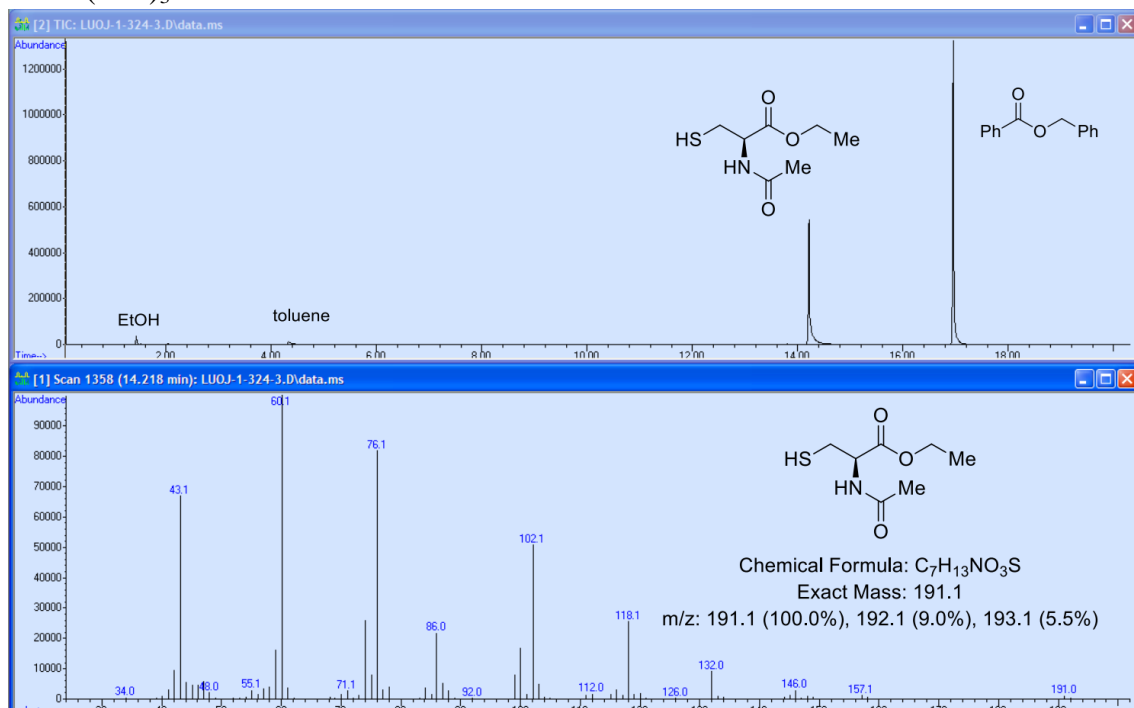 [2] TIC: LUOJ-1-324-3.D\data.ms
Abundance
1200000
1000000
800000
600000
400000
200000
0
EtOH
toluene
HS
O
O
Me
HN
Me
O
O
Ph
O
Ph
Time-->
2.00
4.00
6.00
8.00
10.00
12.00
14.00
16.00
18.00
[1] Scan 1358 (14.218 min): LUOJ-1-324-3.D\data.ms
Abundance
90000
80000
70000
60000
50000
40000
30000
20000
10000
0
34.0
43.1
48.0
55.1
60.1
71.1
76.1
86.0
92.0
102.1
112.0
118.1
126.0
132.0
146.0
157.1
191.0
HS
O
O
Me
HN
Me
O
Chemical Formula: C₇H₁₃NO₃S
Exact Mass: 191.1
m/z: 191.1 (100.0%), 192.1 (9.0%), 193.1 (5.5%)